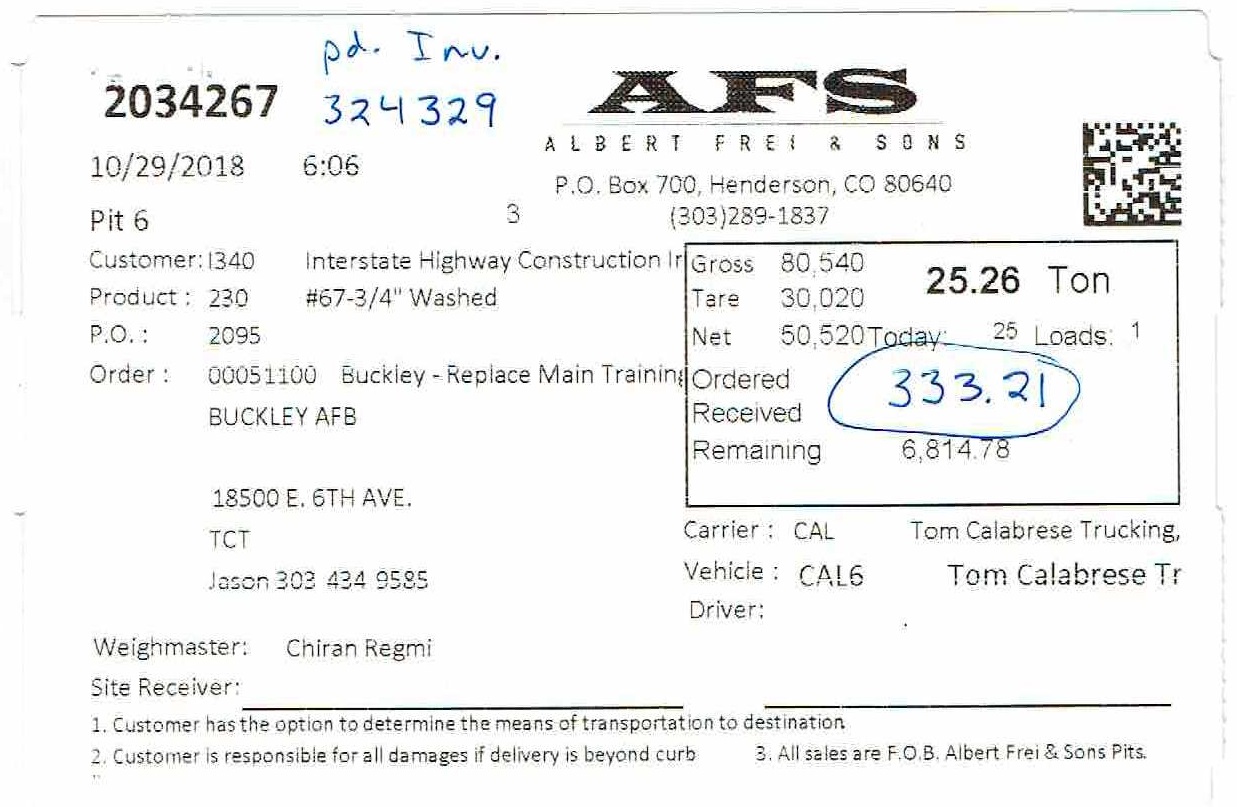 pd. Inv.
2034267 324329
AFS
ALBERT FREI & SONS
10/29/2018 6:06
P.O. Box 700, Henderson, CO 80640
Pit 6 3 (303)289-1837
Customer: I340 Interstate Highway Construction Ir
Product : 230 #67-3/4" Washed
P.O. : 2095
Order : 00051100 Buckley - Replace Main Training
BUCKLEY AFB
18500 E. 6TH AVE.
TCT
Jason 303 434 9585
Gross 80,540 25.26 Ton
Tare 30,020
Net 50,520 Today: 25 Loads: 1
Ordered 333.21
Received
Remaining 6,814.78
Carrier : CAL Tom Calabrese Trucking,
Vehicle : CAL6 Tom Calabrese Tr
Driver:
Weighmaster: Chiran Regmi
Site Receiver:
1. Customer has the option to determine the means of transportation to destination
2. Customer is responsible for all damages if delivery is beyond curb 3. All sales are F.O.B. Albert Frei & Sons Pits.